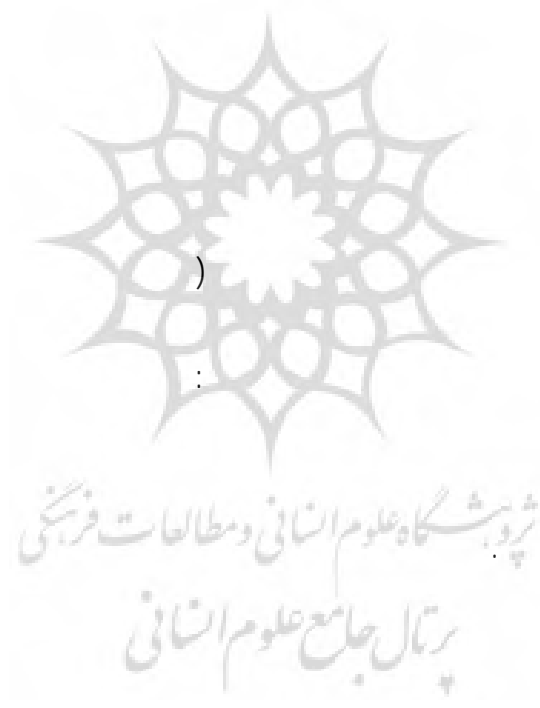 )
:
پژوهشگاه علوم انسانی و مطالعات فرهنگی
.
پرتال جامع علوم انسانی